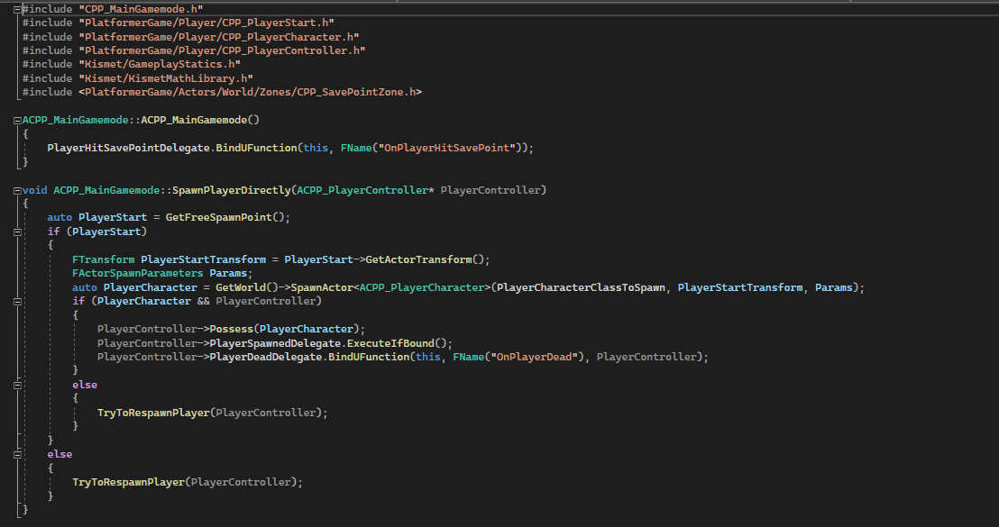 #include "CPP_MainGamemode.h"
#include "PlatformerGame/Player/CPP_PlayerStart.h"
#include "PlatformerGame/Player/CPP_PlayerCharacter.h"
#include "PlatformerGame/Player/CPP_PlayerController.h"
#include "Kismet/GameplayStatics.h"
#include "Kismet/KismetMathLibrary.h"
#include <PlatformerGame/Actors/World/Zones/CPP_SavePointZone.h>
ACPP_MainGamemode::ACPP_MainGamemode()
{
    PlayerHitSavePointDelegate.BindUFunction(this, FName("OnPlayerHitSavePoint"));
}
void ACPP_MainGamemode::SpawnPlayerDirectly(ACPP_PlayerController* PlayerController)
{
    auto PlayerStart = GetFreeSpawnPoint();
    if (PlayerStart)
    {
        FTransform PlayerStartTransform = PlayerStart->GetActorTransform();
        FActorSpawnParameters Params;
        auto PlayerCharacter = GetWorld()->SpawnActor<ACPP_PlayerCharacter>(PlayerCharacterClassToSpawn, PlayerStartTransform, Params);
        if (PlayerCharacter && PlayerController)
        {
            PlayerController->Possess(PlayerCharacter);
            PlayerController->PlayerSpawnedDelegate.ExecuteIfBound();
            PlayerController->PlayerDeadDelegate.BindUFunction(this, FName("OnPlayerDead"), PlayerController);
        }
        else
        {
            TryToRespawnPlayer(PlayerController);
        }
    }
    else
    {
        TryToRespawnPlayer(PlayerController);
    }
}